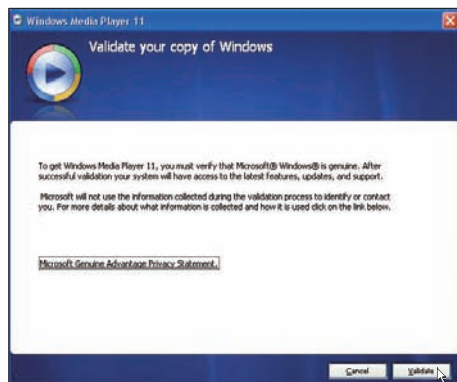 Windows Media Player 11
Validate your copy of Windows
To get Windows Media Player 11, you must verify that Microsoft® Windows® is genuine. After
successful validation your system will have access to the latest features, updates, and support.
Microsoft will not use the information collected during the validation process to identify or contact
you. For more details about what information is collected and how it is used click on the link below.
Microsoft Genuine Advantage Privacy Statement.
Cancel Validate